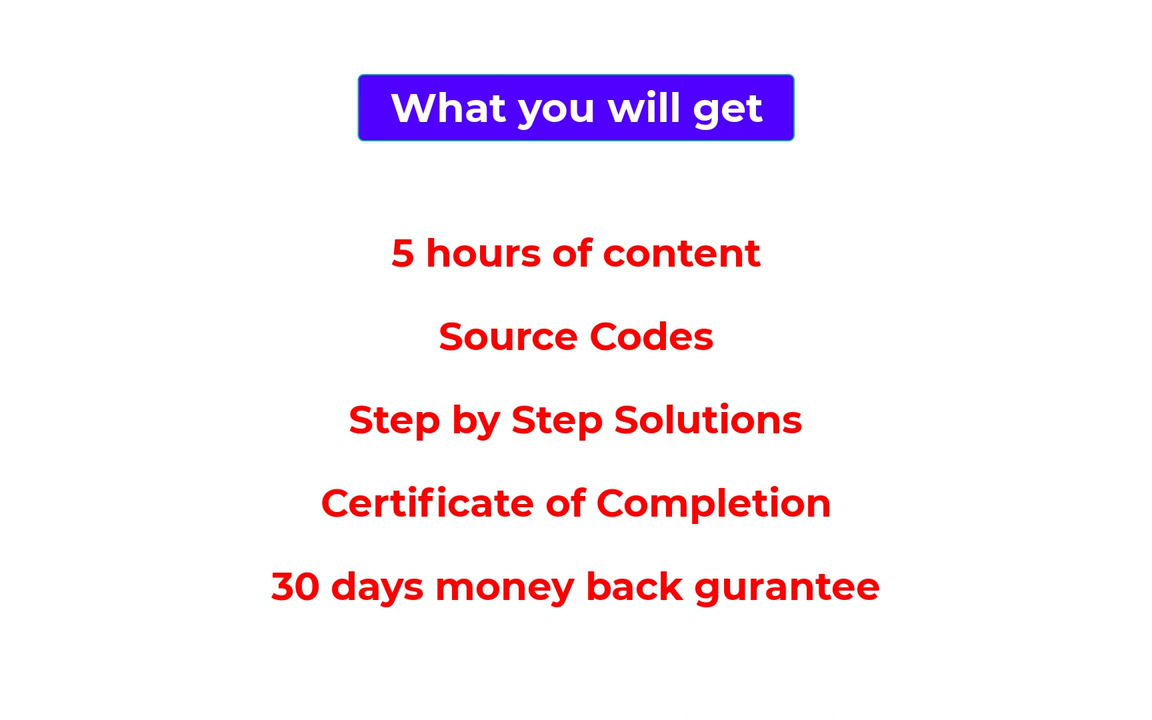 What you will get
5 hours of content
Source Codes
Step by Step Solutions
Certificate of Completion
30 days money back gurantee